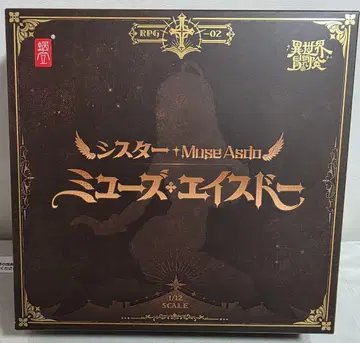 RPG -02
異世界
冒険
シスター Muse Asdo
ミューズ・エイスドー
1/12
SCALE